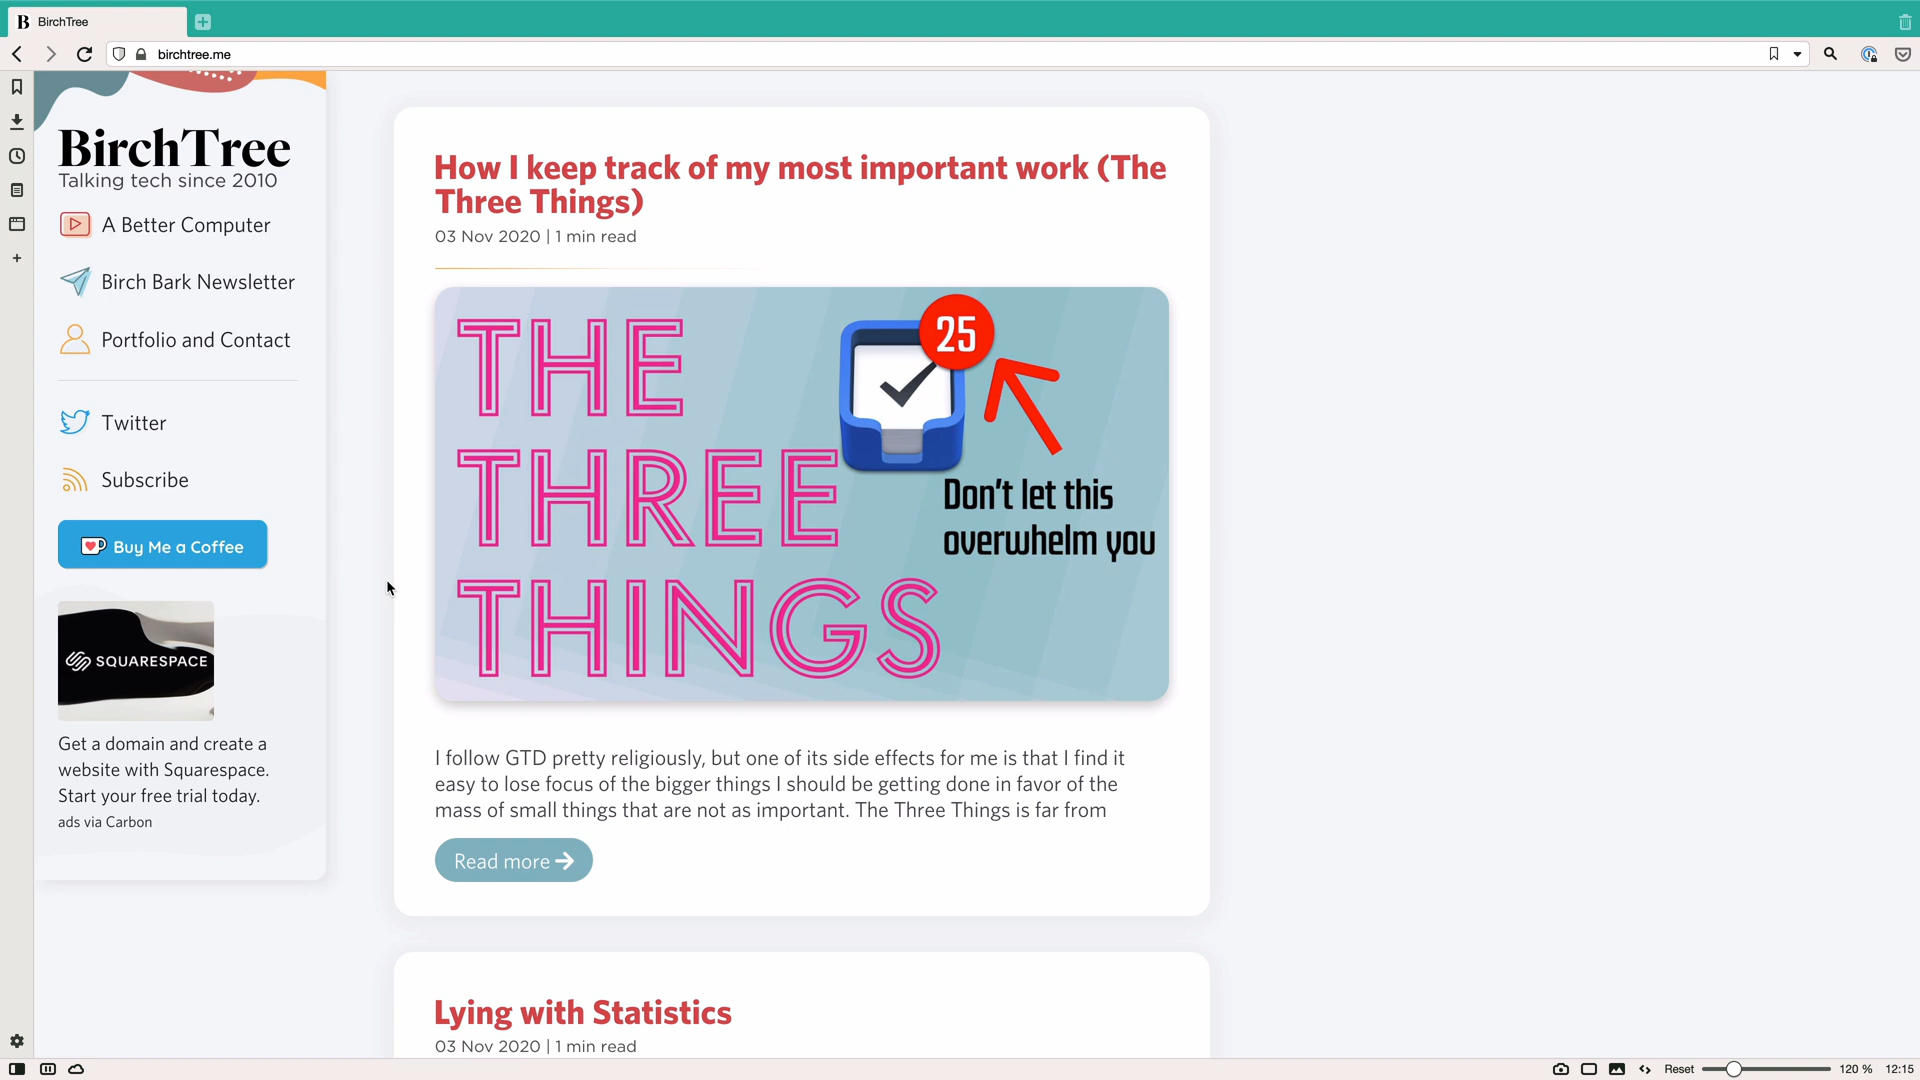 B BirchTree
birchtree.me
BirchTree
Talking tech since 2010
A Better Computer
Birch Bark Newsletter
Portfolio and Contact
Twitter
Subscribe
Buy Me a Coffee
SQUARESPACE
Get a domain and create a
website with Squarespace.
Start your free trial today.
ads via Carbon
How I keep track of my most important work (The
Three Things)
03 Nov 2020 | 1 min read
THE
THREE
THINGS
25
Don't let this
overwhelm you
I follow GTD pretty religiously, but one of its side effects for me is that I find it
easy to lose focus of the bigger things I should be getting done in favor of the
mass of small things that are not as important. The Three Things is far from
Read more
Lying with Statistics
03 Nov 2020 | 1 min read
Reset 120 % 12:15